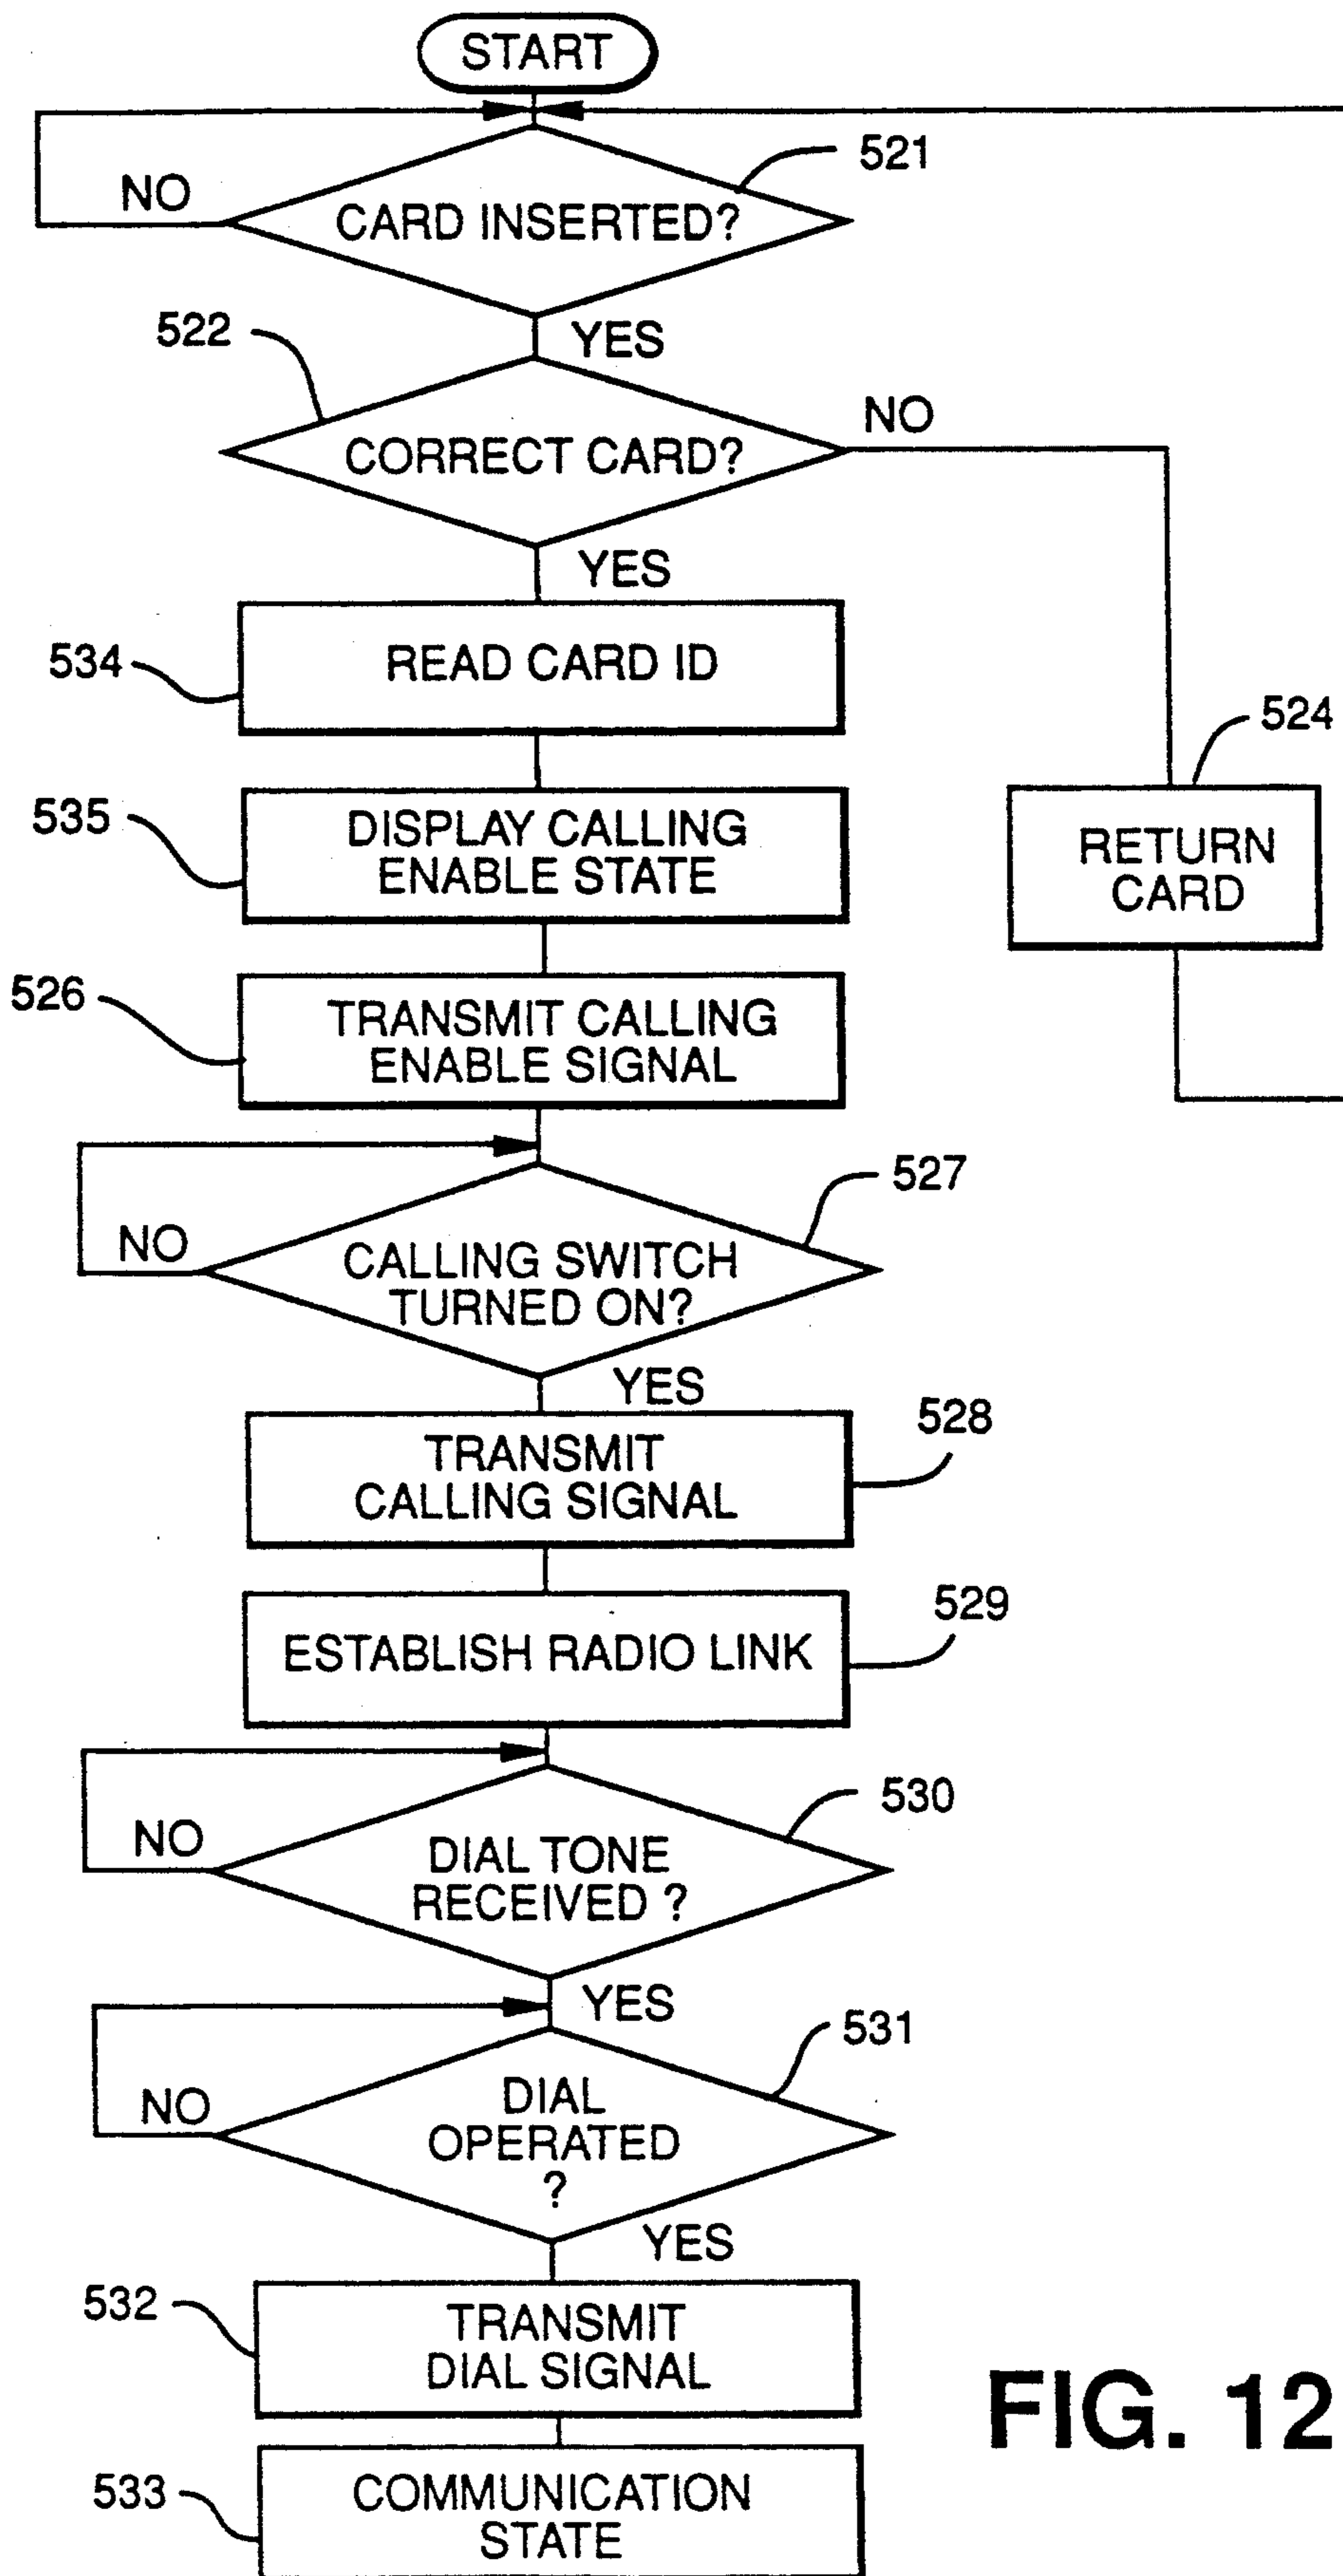 START
521
NO
CARD INSERTED?
522
YES
NO
CORRECT CARD?
YES
534
READ CARD ID
524
535
DISPLAY CALLING
ENABLE STATE
RETURN
CARD
526
TRANSMIT CALLING
ENABLE SIGNAL
527
NO
CALLING SWITCH
TURNED ON?
YES
528
TRANSMIT
CALLING SIGNAL
529
ESTABLISH RADIO LINK
530
NO
DIAL TONE
RECEIVED ?
YES
531
NO
DIAL
OPERATED
?
YES
532
TRANSMIT
DIAL SIGNAL
FIG. 12
533
COMMUNICATION
STATE